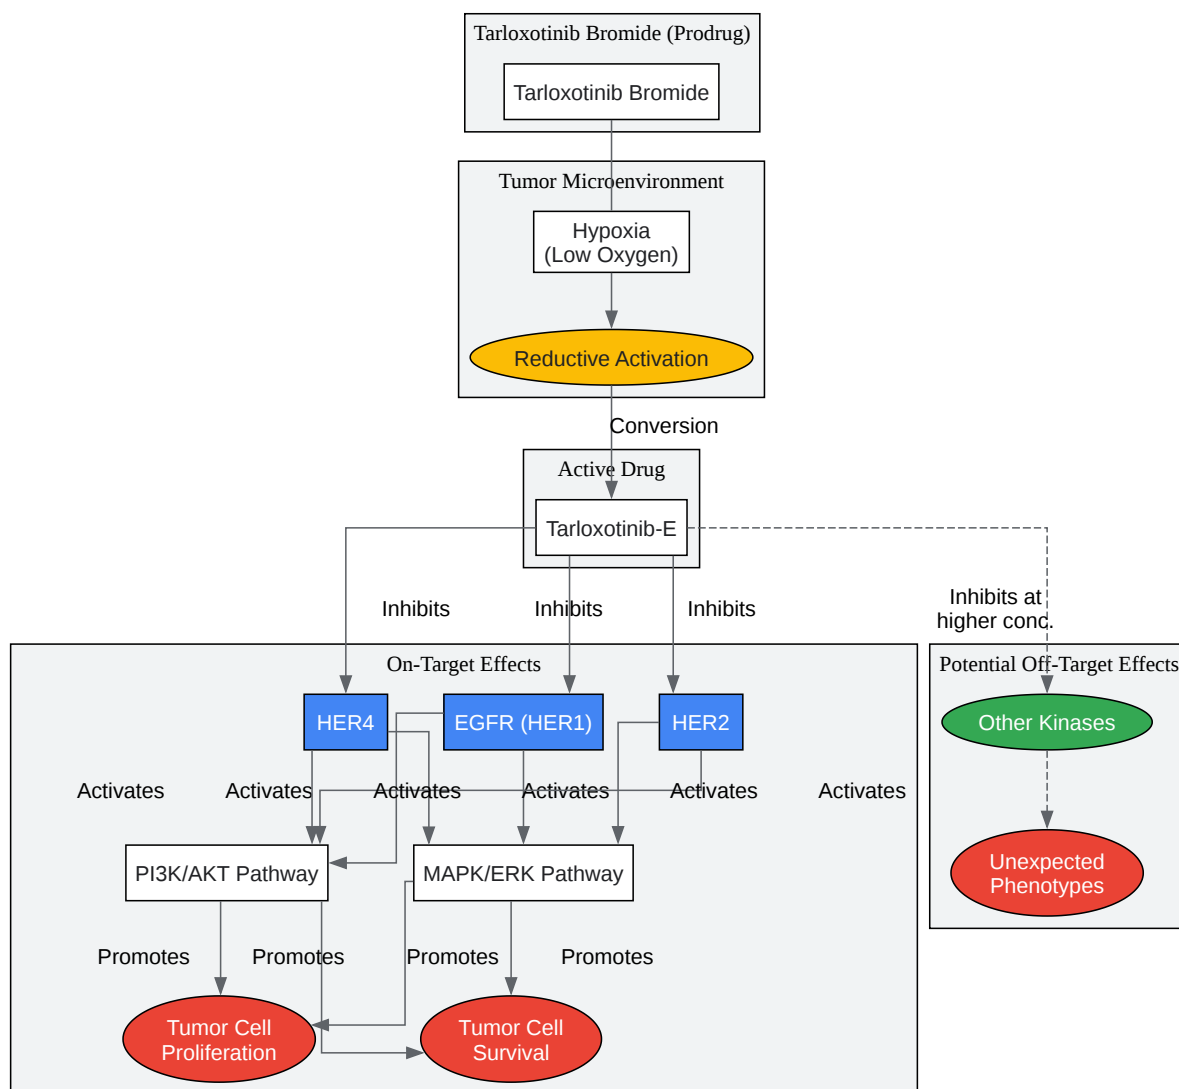 Tarloxotinib Bromide (Prodrug)
Tarloxotinib Bromide
Tumor Microenvironment
Hypoxia
(Low Oxygen)
Reductive Activation
Conversion
Active Drug
Tarloxotinib-E
Inhibits
Inhibits
Inhibits
Inhibits at
higher conc.
On-Target Effects
Potential Off-Target Effects
HER4
EGFR (HER1)
HER2
Other Kinases
Activates
Activates
Activates
Activates
Activates
Activates
PI3K/AKT Pathway
MAPK/ERK Pathway
Unexpected
Phenotypes
Promotes
Promotes
Promotes
Promotes
Tumor Cell
Proliferation
Tumor Cell
Survival